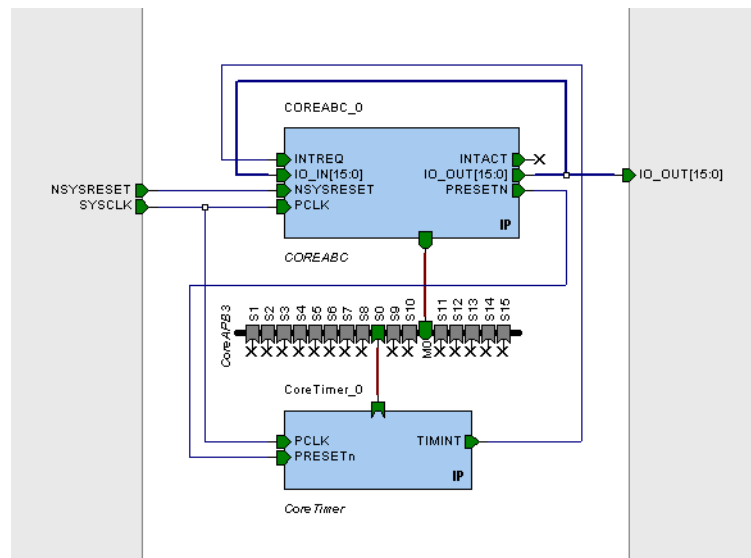 COREABC_0
INTREQ INTACT
IO_IN[15:0] IO_OUT[15:0] IO_OUT[15:0]
NSYSRESET NSYSRESET PRESETN
SYSCLK PCLK
IP
COREABC
CoreAPB3 S1 S2 S3 S4 S5 S6 S7 S8 S0 S9 S10 M0 S11 S12 S13 S14 S15
CoreTimer_0
PCLK TIMINT
PRESETn
IP
CoreTimer